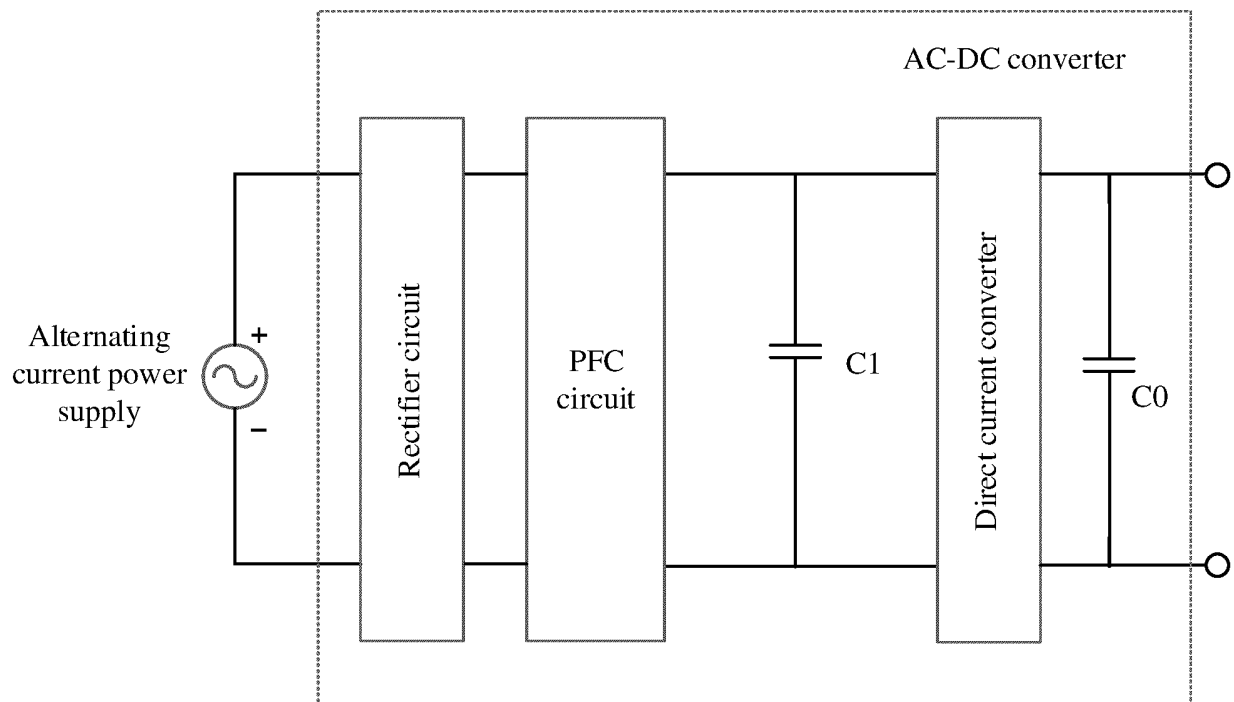 AC-DC converter
Alternating
current power
supply
+
−
Rectifier circuit
PFC
circuit
C1
Direct current converter
C0